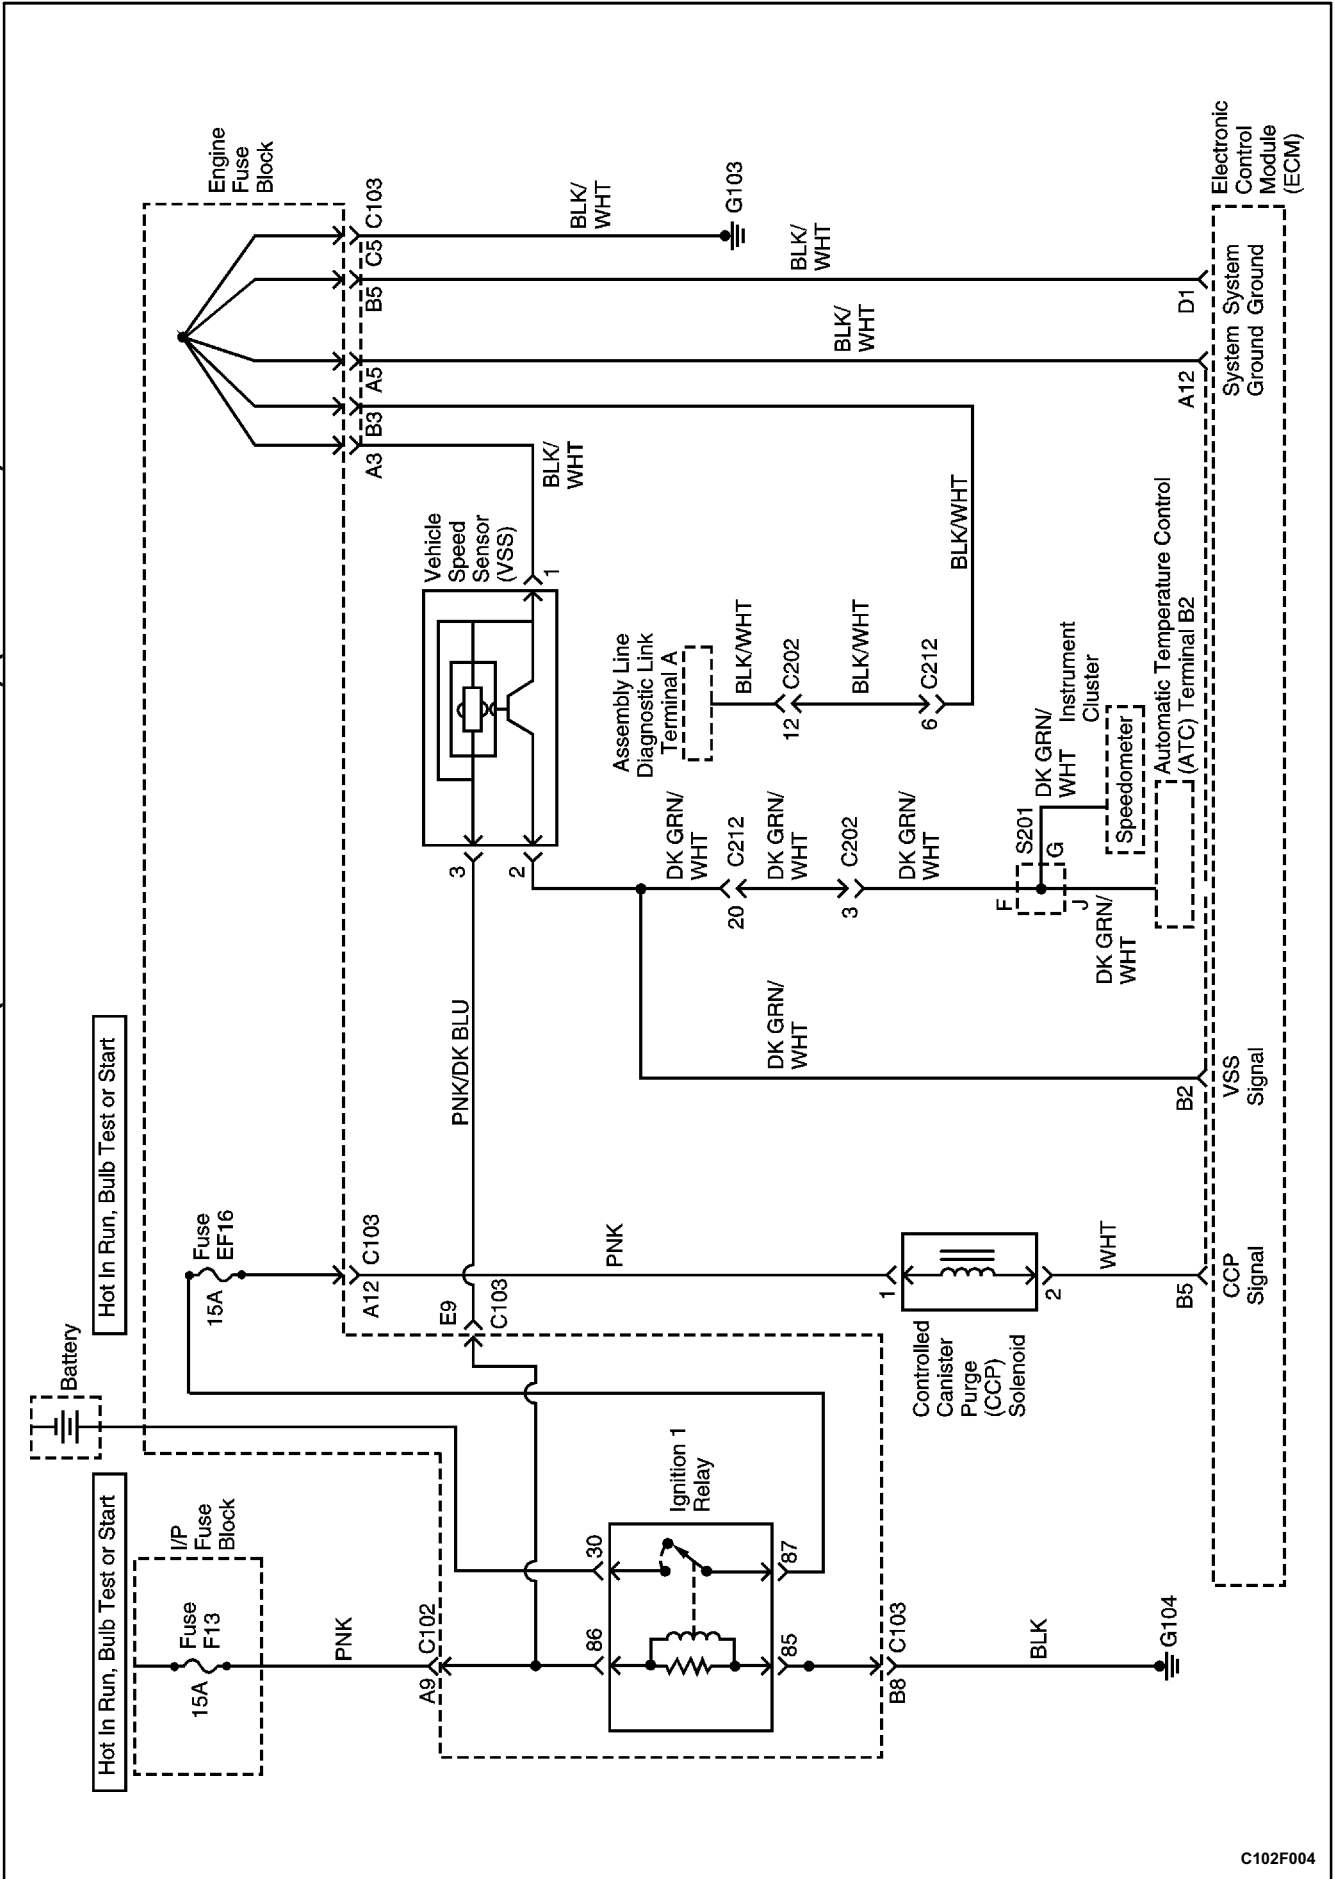 Hot In Run, Bulb Test or Start
Battery
Hot In Run, Bulb Test or Start
I/P
Fuse
Block
Fuse
F13
15A
PNK
A9
C102
Fuse
EF16
15A
A12
C103
Engine
Fuse
Block
E9
C103
PNK/DK BLU
86
30
85
87
Ignition 1
Relay
B8
C103
BLK
G104
PNK
1
2
Controlled
Canister
Purge
(CCP)
Solenoid
WHT
B5
CCP
Signal
3
2
1
Vehicle
Speed
Sensor
(VSS)
BLK/
WHT
A3
B3
A5
B5
C5
C103
BLK/
WHT
G103
BLK/
WHT
BLK/
WHT
BLK/WHT
Assembly Line
Diagnostic Link
Terminal A
BLK/WHT
12
C202
BLK/WHT
6
C212
DK GRN/
WHT
20
C212
DK GRN/
WHT
3
C202
DK GRN/
WHT
S201
F
G
J
DK GRN/
WHT
Instrument
Cluster
Speedometer
DK GRN/
WHT
Automatic Temperature Control
(ATC) Terminal B2
DK GRN/
WHT
B2
VSS
Signal
A12
System
Ground
D1
System
Ground
Electronic
Control
Module
(ECM)
C102F004